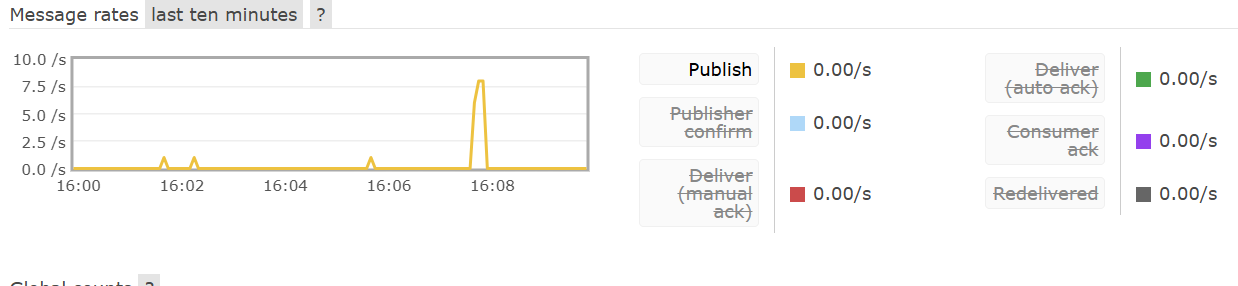 Message rates last ten minutes ?
10.0 /s
7.5 /s
5.0 /s
2.5 /s
0.0 /s
16:00 16:02 16:04 16:06 16:08
Publish 0.00/s
Publisher
confirm 0.00/s
Deliver
(manual
ack) 0.00/s
Deliver
(auto ack) 0.00/s
Consumer
ack 0.00/s
Redelivered 0.00/s
Global counts ?